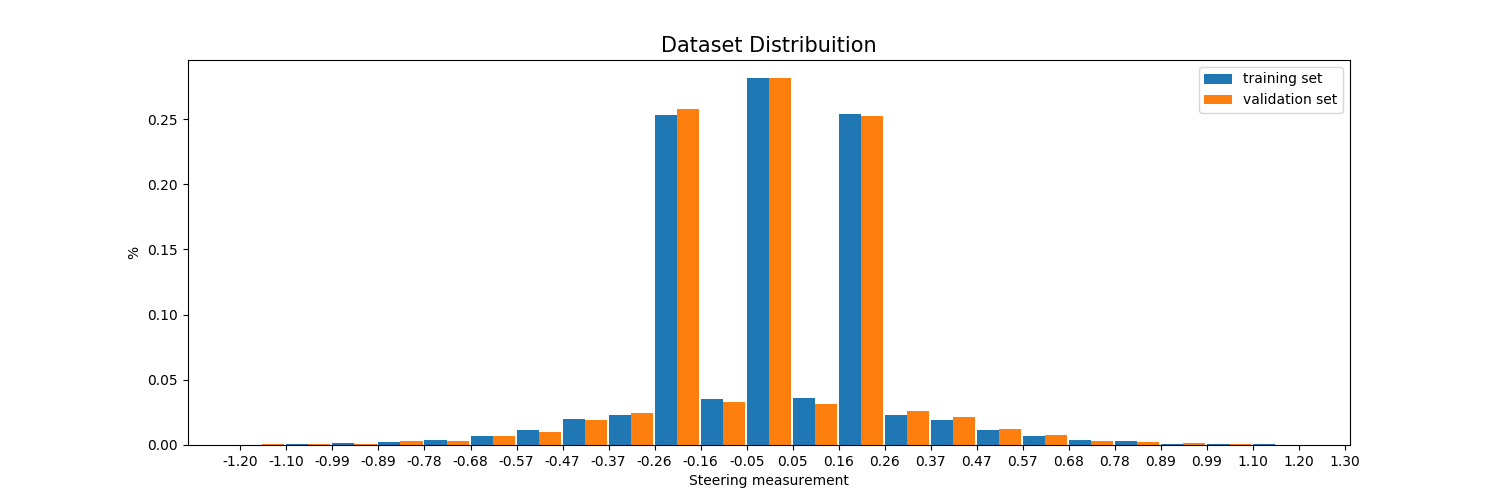 Dataset Distribuition
training set
validation set
%
0.25
0.20
0.15
0.10
0.05
0.00
-1.20 -1.10 -0.99 -0.89 -0.78 -0.68 -0.57 -0.47 -0.37 -0.26 -0.16 -0.05 0.05 0.16 0.26 0.37 0.47 0.57 0.68 0.78 0.89 0.99 1.10 1.20 1.30
Steering measurement